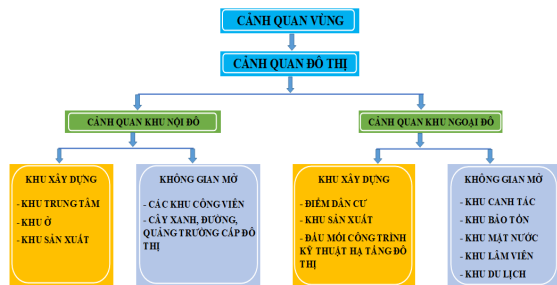 CẢNH QUAN VÙNG
CẢNH QUAN ĐÔ THỊ
CẢNH QUAN KHU NỘI ĐÔ
CẢNH QUAN KHU NGOẠI ĐÔ
KHU XÂY DỰNG
- KHU TRUNG TÂM
- KHU Ở
- KHU SẢN XUẤT
KHÔNG GIAN MỞ
- CÁC KHU CÔNG VIÊN
- CÂY XANH, ĐƯỜNG,
QUẢNG TRƯỜNG CẤP ĐÔ
THỊ
KHU XÂY DỰNG
- ĐIỂM DÂN CƯ
- KHU SẢN XUẤT
- ĐẦU MỐI CÔNG TRÌNH
KỸ THUẬT HẠ TẦNG ĐÔ
THỊ
KHÔNG GIAN MỞ
- KHU CANH TÁC
- KHU BẢO TỒN
- KHU MẶT NƯỚC
- KHU LÂM VIÊN
- KHU DU LỊCH